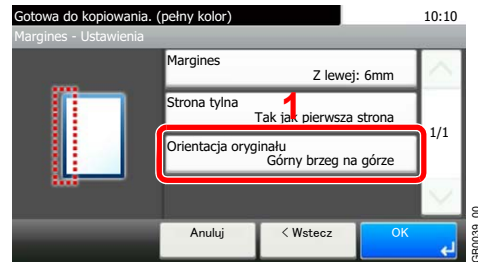 Gotowa do kopiowania. (pełny kolor) 10:10
Margines - Ustawienia
Margines
Z lewej: 6mm
Strona tylna
Tak jak pierwsza strona
1
1/1
Orientacja oryginału
Górny brzeg na górze
Anuluj < Wstecz OK
GB0039_00